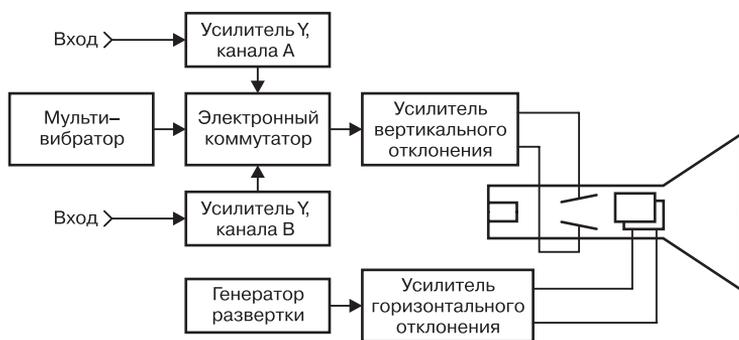 Вход
Усилитель Y,
канала А
Мульти–
вибратор
Электронный
коммутатор
Усилитель
вертикального
отклонения
Вход
Усилитель Y,
канала В
Генератор
развертки
Усилитель
горизонтального
отклонения